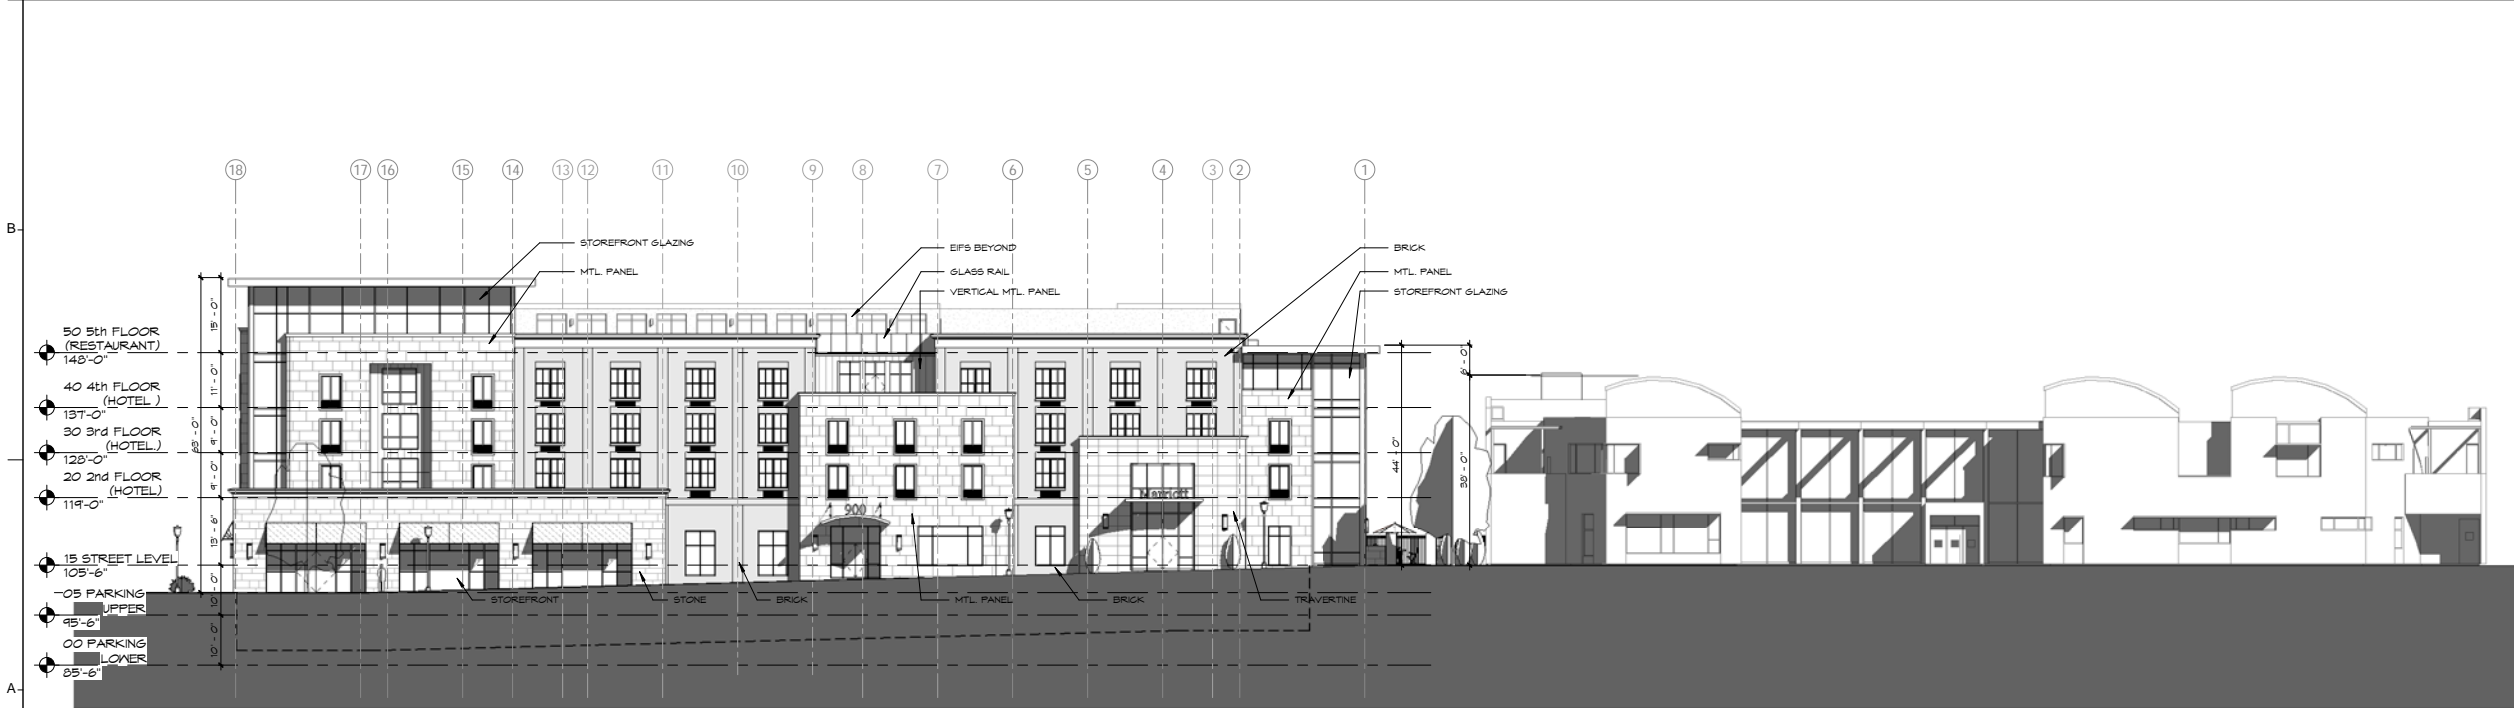 B
18
17
16
15
14
13
12
11
10
9
8
7
6
5
4
3
2
1
STOREFRONT GLAZING
MTL. PANEL
EIFS BEYOND
GLASS RAIL
VERTICAL MTL. PANEL
BRICK
MTL. PANEL
STOREFRONT GLAZING
50 5th FLOOR
(RESTAURANT)
148'-0"
40 4th FLOOR
(HOTEL )
137'-0"
30 3rd FLOOR
(HOTEL)
128'-0"
20 2nd FLOOR
(HOTEL)
119'-0"
15 STREET LEVEL
105'-6"
05 PARKING
UPPER
95'-6"
00 PARKING
LOWER
85'-6"
15' - 0"
11' - 0"
9' - 0"
9' - 0"
13' - 6"
10' - 0"
10' - 0"
63' - 0"
900
Marriott
44' - 0"
6' - 0"
38' - 0"
STOREFRONT
STONE
BRICK
MTL. PANEL
BRICK
TRAVERTINE
A